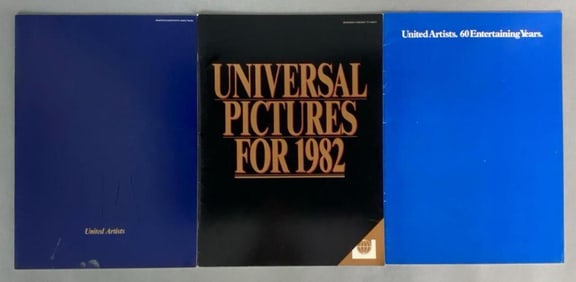 United Artists
UNIVERSAL
PICTURES
FOR 1982
United Artists. 60 Entertaining Years.